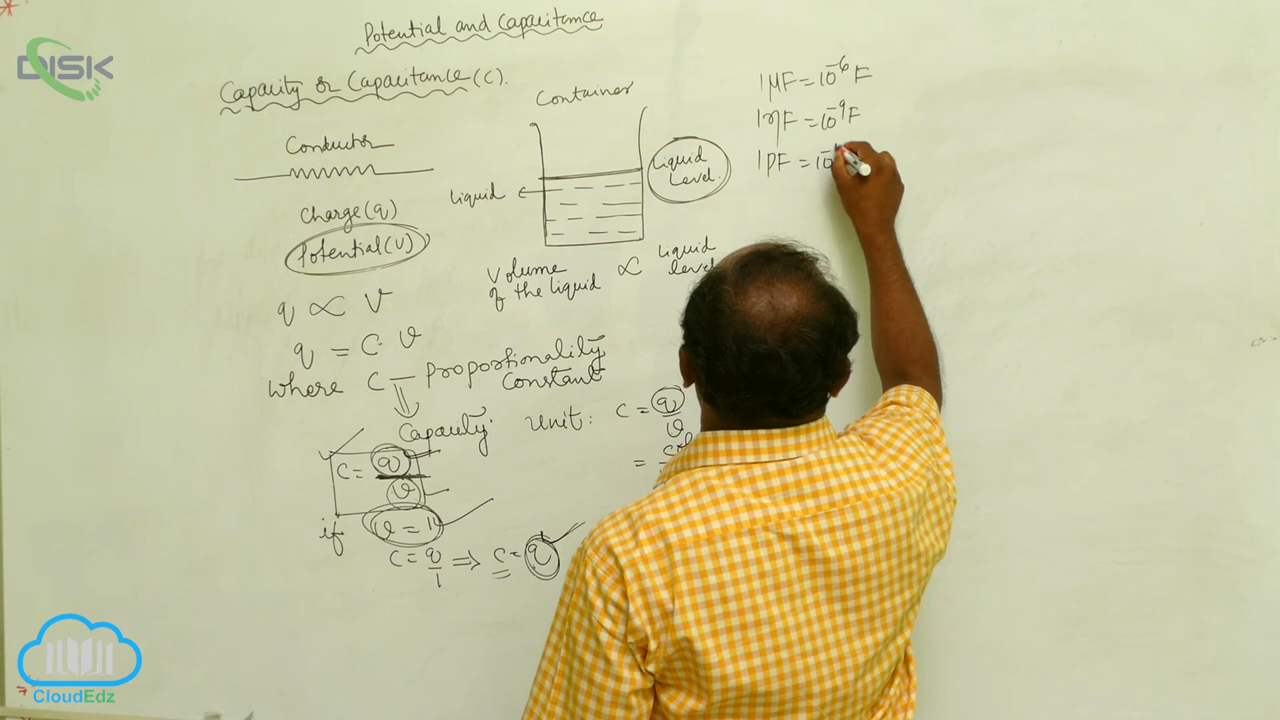 Potential and Capacitance
DISK
Capacity or Capacitance (C).
Conductor
Charge (q)
Potential (V)
q ∝ V
q = C V
Where C — Proportionality
Constant
Capacity.
C = q/V
if V = 1
C = q/1 ⇒ C = q
Container
Liquid
Liquid
Level.
Volume
of the liquid ∝ Liquid
level
Unit: C = q/V
=
1μF = 10⁻⁶ F
1ηF = 10⁻⁹ F
1PF = 10⁻
CloudEdz